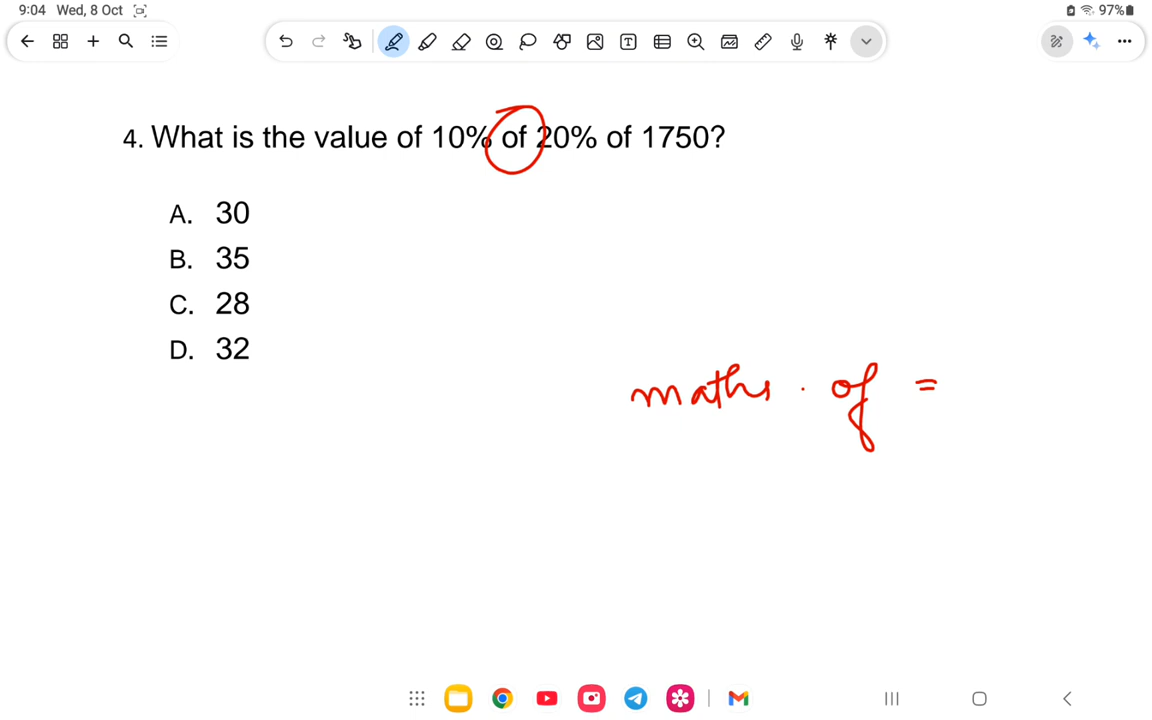 9:04 Wed, 8 Oct 97%
4. What is the value of 10% of 20% of 1750?
A. 30
B. 35
C. 28
D. 32
maths . of =